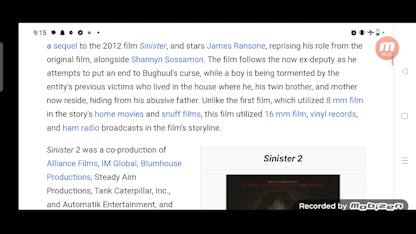 9:15
a sequel to the 2012 film Sinister, and stars James Ransone, reprising his role from the
original film, alongside Shannyn Sossamon. The film follows the now ex-deputy as he
attempts to put an end to Bughuul's curse, while a boy is being tormented by the
entity's previous victims who lived in the house where he, his twin brother, and mother
now reside, hiding from his abusive father. Unlike the first film, which utilized 8 mm film
in the story's home movies and snuff films, this film utilized 16 mm film, vinyl records,
and ham radio broadcasts in the film's storyline.
Sinister 2 was a co-production of
Alliance Films, IM Global, Blumhouse
Productions, Steady Aim
Productions, Tank Caterpillar, Inc.,
and Automatik Entertainment, and
Sinister 2
Recorded by Mobizen